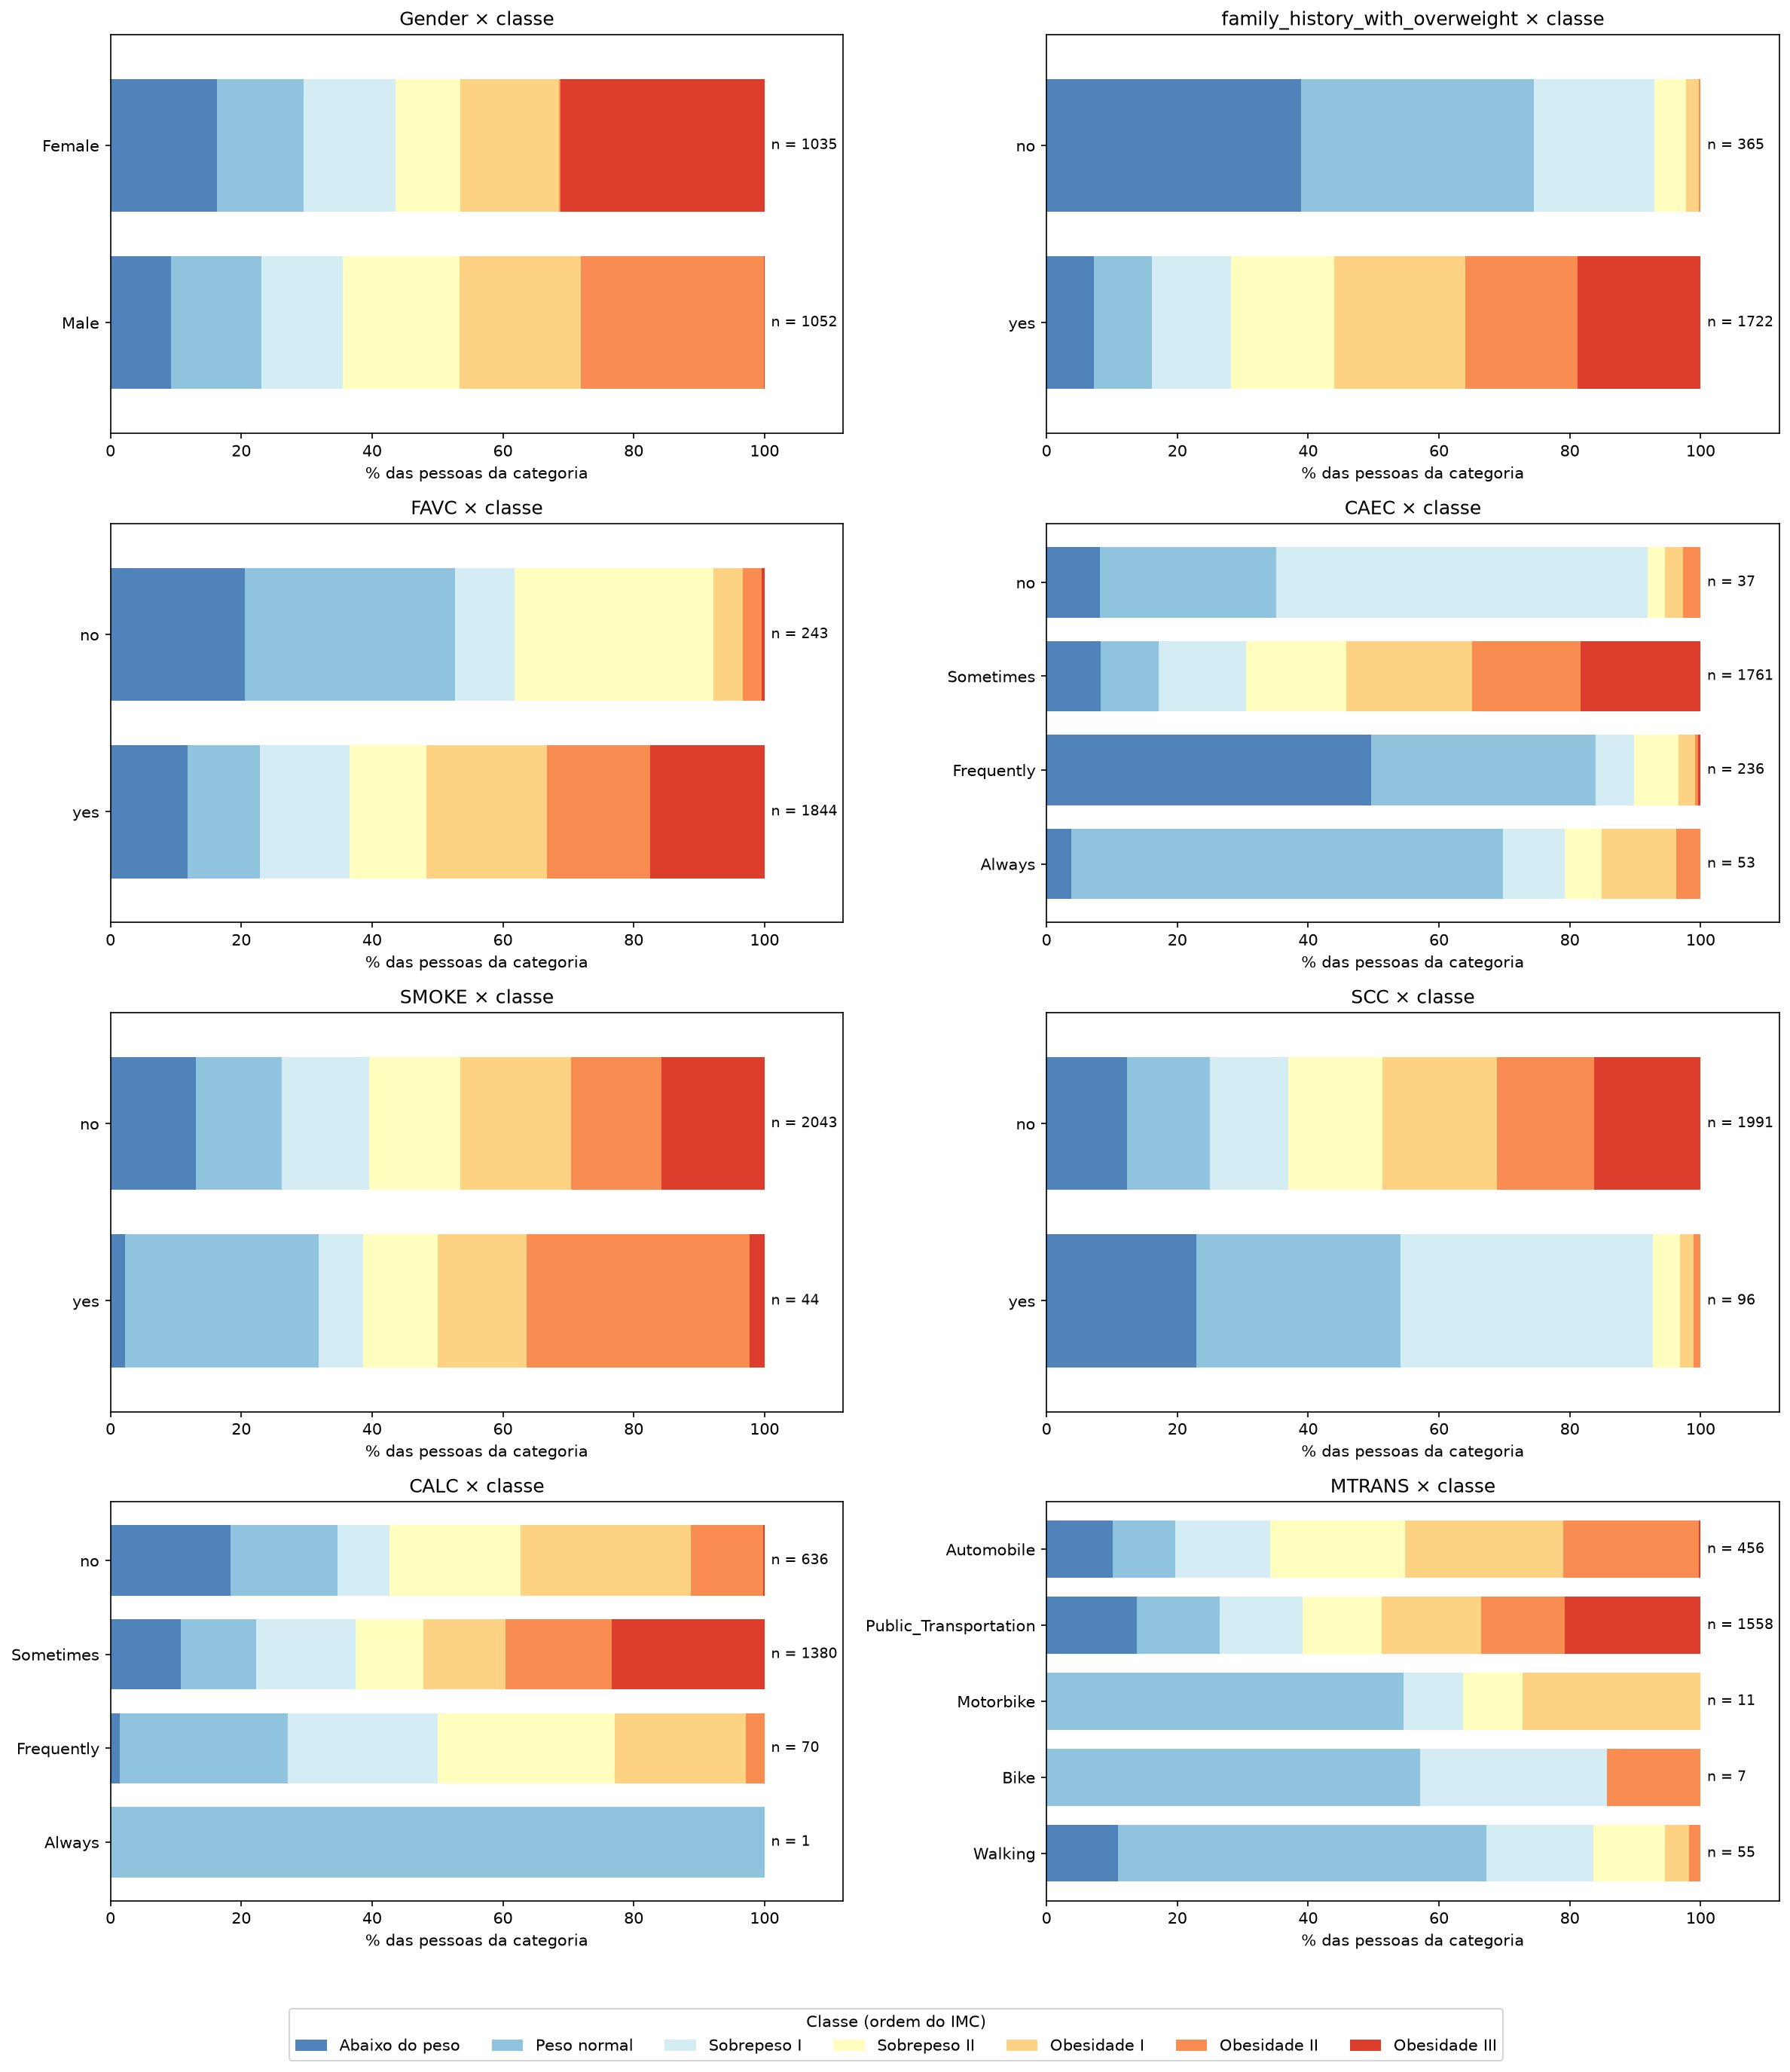 Gender × classe
Female
n = 1035
Male
n = 1052
0 20 40 60 80 100
% das pessoas da categoria
family_history_with_overweight × classe
no
n = 365
yes
n = 1722
0 20 40 60 80 100
% das pessoas da categoria
FAVC × classe
no
n = 243
yes
n = 1844
0 20 40 60 80 100
% das pessoas da categoria
CAEC × classe
no
n = 37
Sometimes
n = 1761
Frequently
n = 236
Always
n = 53
0 20 40 60 80 100
% das pessoas da categoria
SMOKE × classe
no
n = 2043
yes
n = 44
0 20 40 60 80 100
% das pessoas da categoria
SCC × classe
no
n = 1991
yes
n = 96
0 20 40 60 80 100
% das pessoas da categoria
CALC × classe
no
n = 636
Sometimes
n = 1380
Frequently
n = 70
Always
n = 1
0 20 40 60 80 100
% das pessoas da categoria
MTRANS × classe
Automobile
n = 456
Public_Transportation
n = 1558
Motorbike
n = 11
Bike
n = 7
Walking
n = 55
0 20 40 60 80 100
% das pessoas da categoria
Classe (ordem do IMC)
Abaixo do peso Peso normal Sobrepeso I Sobrepeso II Obesidade I Obesidade II Obesidade III